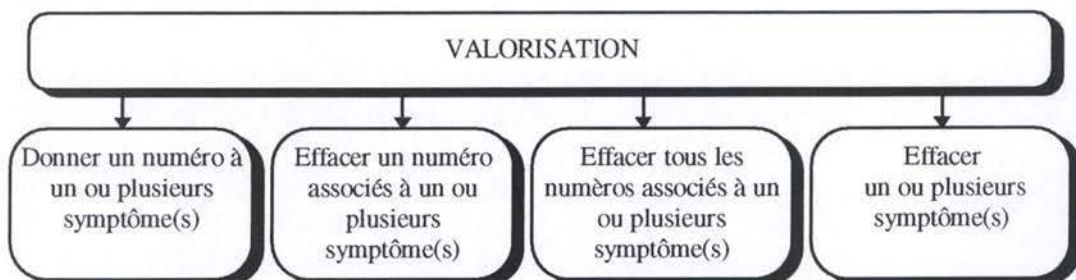 VALORISATION
Donner un numéro à
un ou plusieurs
symptôme(s)
Effacer un numéro
associés à un ou
plusieurs
symptôme(s)
Effacer tous les
numèros associés à un
ou plusieurs
symptôme(s)
Effacer
un ou plusieurs
symptôme(s)